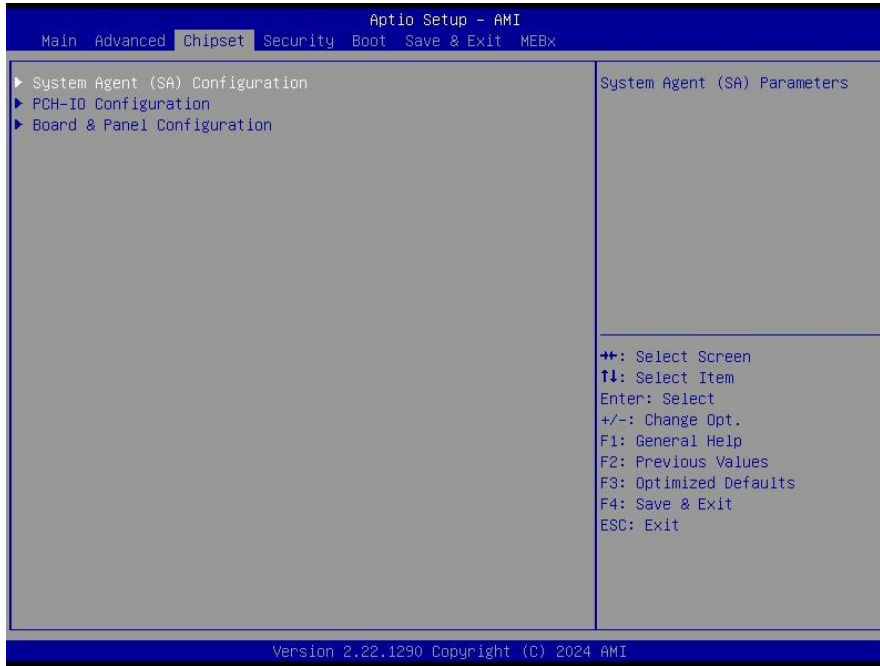 Aptio Setup – AMI
Main Advanced Chipset Security Boot Save & Exit MEBx
▶ System Agent (SA) Configuration
▶ PCH-IO Configuration
▶ Board & Panel Configuration
System Agent (SA) Parameters
→←: Select Screen
↑↓: Select Item
Enter: Select
+/-: Change Opt.
F1: General Help
F2: Previous Values
F3: Optimized Defaults
F4: Save & Exit
ESC: Exit
Version 2.22.1290 Copyright (C) 2024 AMI